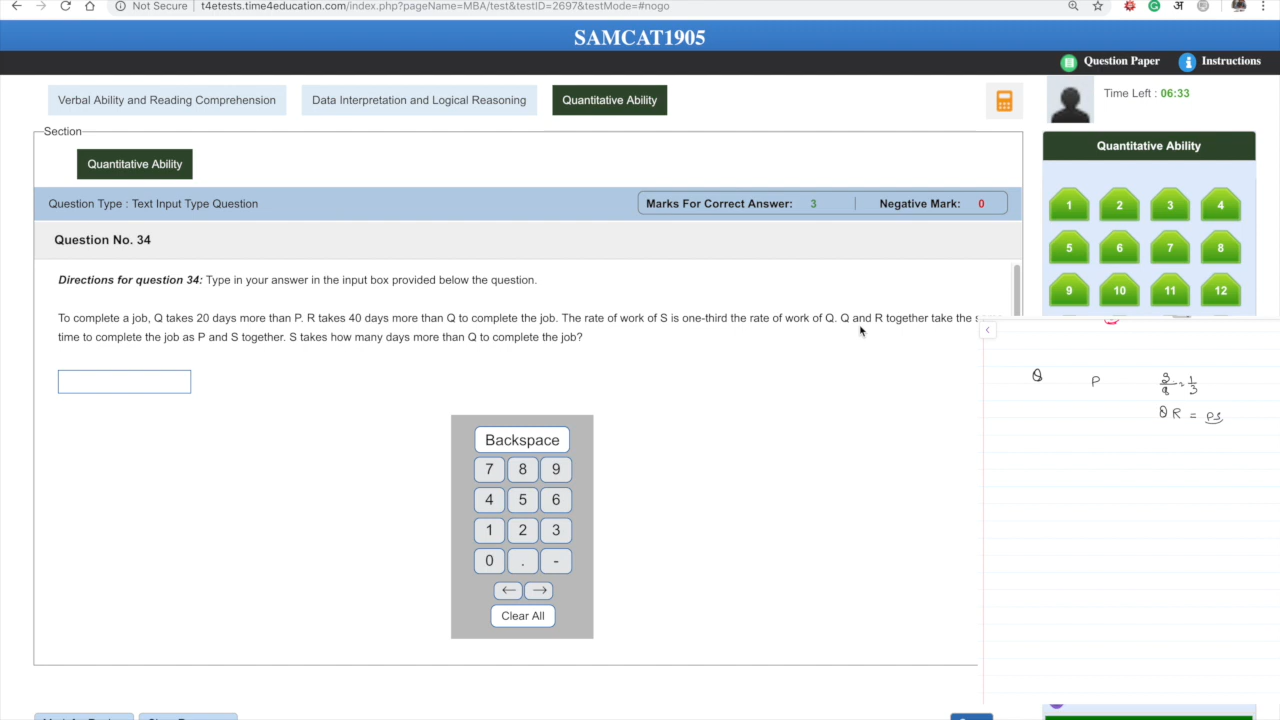 Not Secure | t4etests.time4education.com/index.php?pageName=MBA/test&testID=2697&testMode=#nogo
SAMCAT1905
Question Paper
Instructions
Verbal Ability and Reading Comprehension
Data Interpretation and Logical Reasoning
Quantitative Ability
Time Left : 06:33
Section
Quantitative Ability
Quantitative Ability
Question Type : Text Input Type Question
Marks For Correct Answer: 3
Negative Mark: 0
1 2 3 4
5 6 7 8
9 10 11 12
Question No. 34
Directions for question 34: Type in your answer in the input box provided below the question.
To complete a job, Q takes 20 days more than P. R takes 40 days more than Q to complete the job. The rate of work of S is one-third the rate of work of Q. Q and R together take the
time to complete the job as P and S together. S takes how many days more than Q to complete the job?
Q P
QR = PS
Backspace
7 8 9
4 5 6
1 2 3
0 . -
← →
Clear All